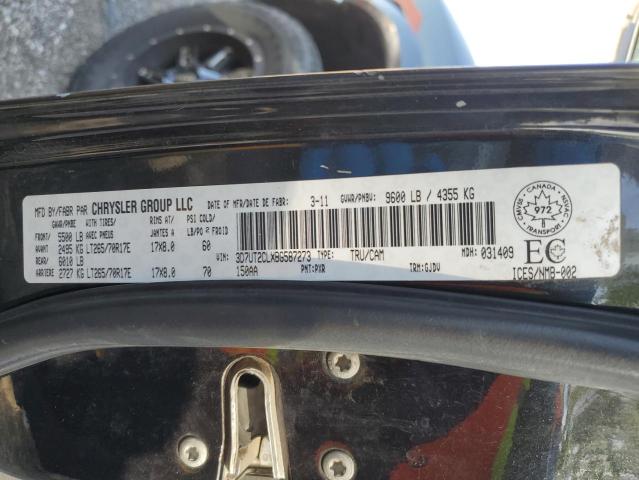 MFD BY/FABR PAR CHRYSLER GROUP LLC DATE OF MFR/DATE DE FABR: 3-11 GVWR/PNBV: 9600 LB / 4355 KG
GAWR/PNBE WITH TIRES/ RIMS AT/ PSI COLD/
FRONT/ 5500 LB AVEC PNEUS JANTES A LB/PO² FROID
AVANT 2495 KG LT265/70R17E 17X8.0 60
REAR/ 6010 LB
ARRIERE 2727 KG LT265/70R17E 17X8.0 70
VIN: 3D7UT2CLXBG587273 TYPE: TRU/CAM MDH: 031409
150AA PNT: PXR TRM: GJDV
CANADA
CMVSS NSVAC
972
EC
ICES/NMB-002